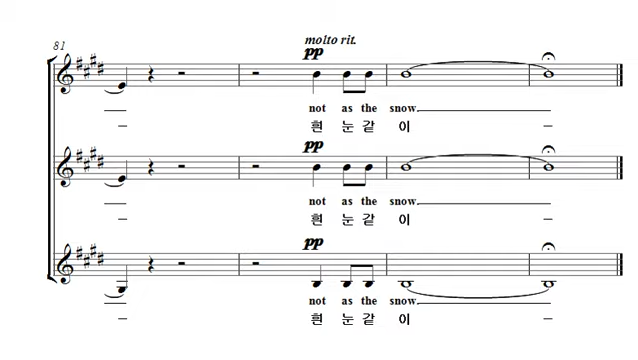 81
molto rit.
pp
not as the snow.
흰 눈 같 이
pp
not as the snow.
흰 눈 같 이
pp
not as the snow.
흰 눈 같 이